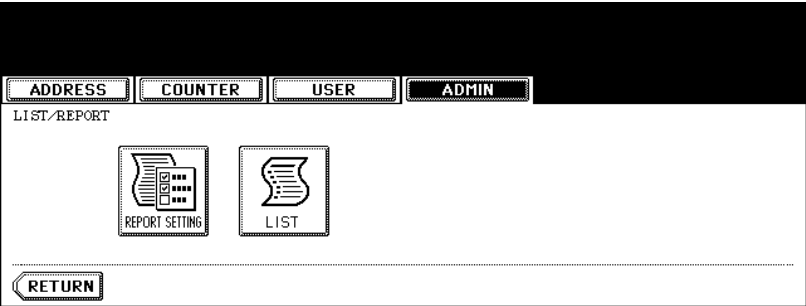 ADDRESS COUNTER USER ADMIN
LIST/REPORT
REPORT SETTING LIST
RETURN